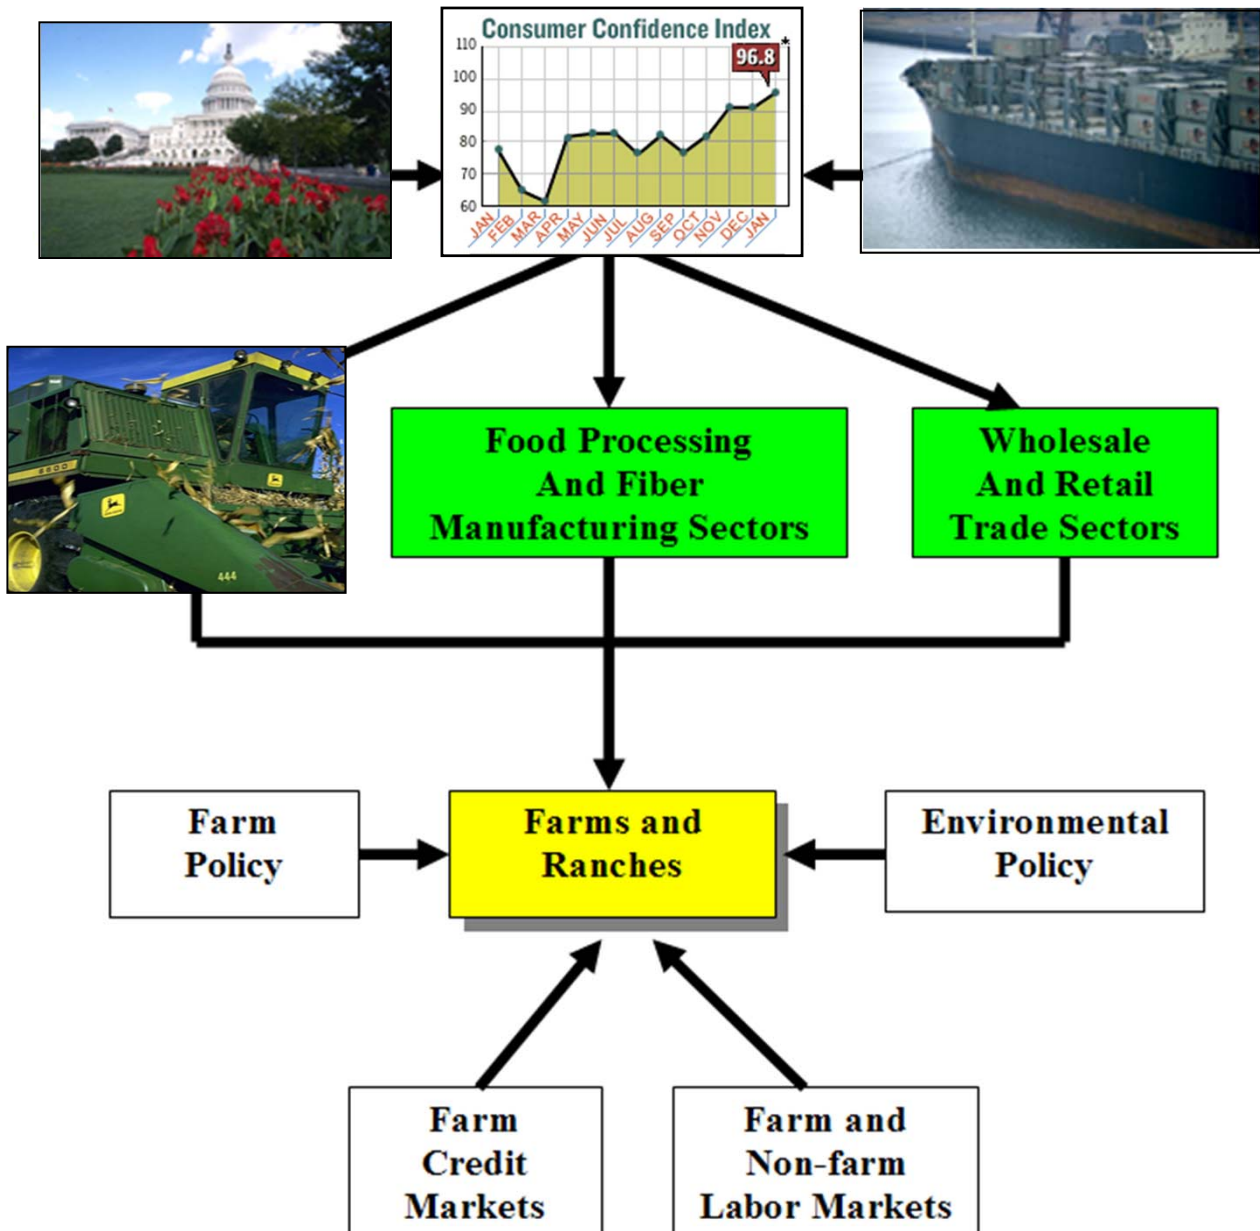 Consumer Confidence Index
*
96.8
110
100
90
80
70
60
JAN
FEB
MAR
APR
MAY
JUN
JUL
AUG
SEP
OCT
NOV
DEC
JAN
6600
444
Food Processing
And Fiber
Manufacturing Sectors
Wholesale
And Retail
Trade Sectors
Farm
Policy
Farms and
Ranches
Environmental
Policy
Farm
Credit
Markets
Farm and
Non-farm
Labor Markets